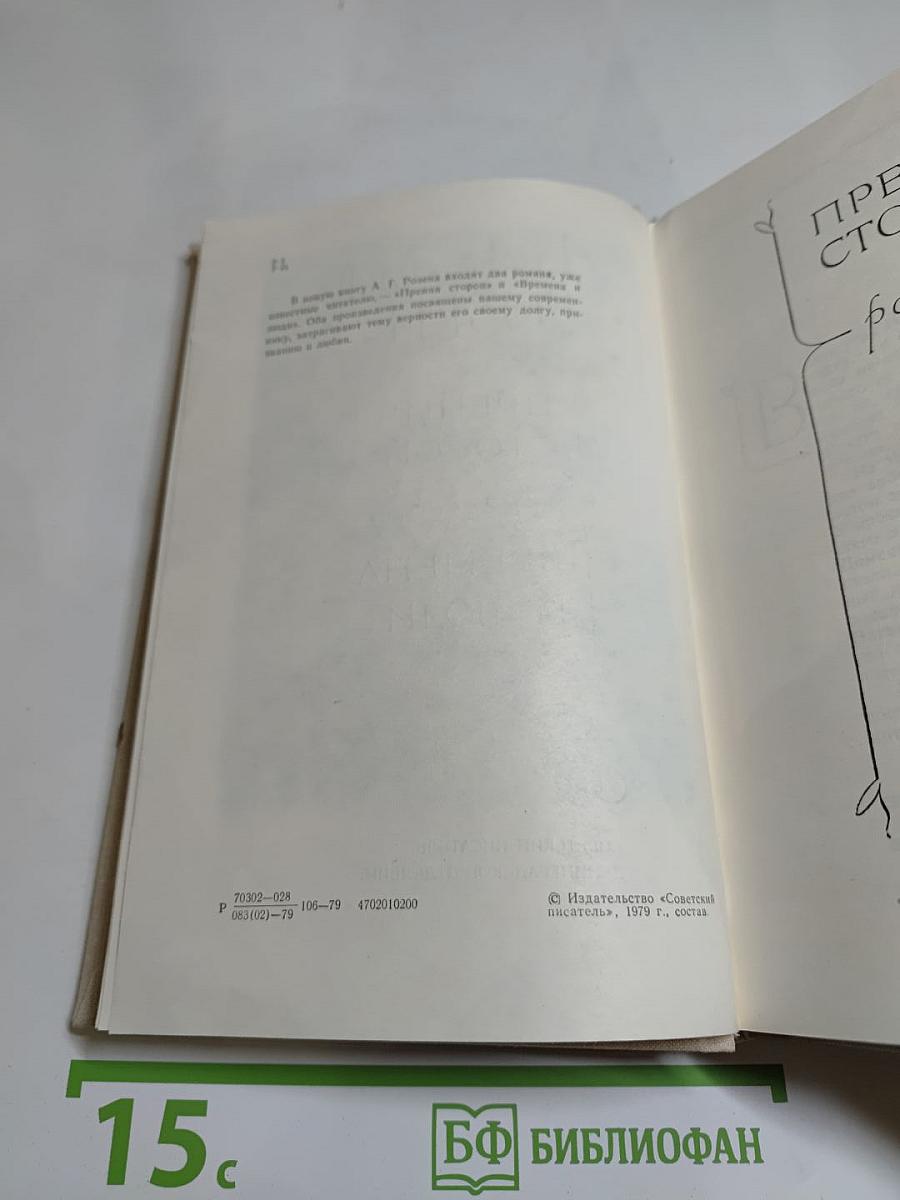 В новую книгу А. Г. Розена входят два романа, уже
известные читателю, — «Прения сторон» и «Времена и
люди». Оба произведения посвящены нашему современ-
нику, затрагивают тему верности его своему долгу, при-
званию и любви.
ПРЕ
СТО
ро
Р 70302—028
083(02)—79 106—79 4702010200
© Издательство «Советский
писатель», 1979 г., состав.
15 с
БФ БИБЛИОФАН